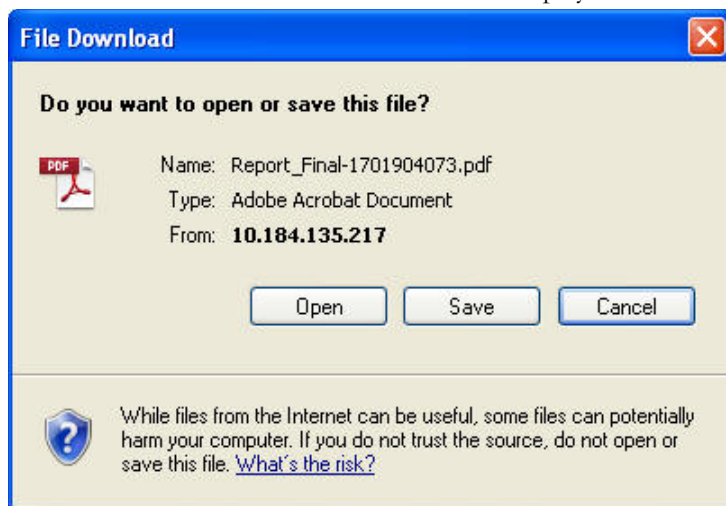 File Download
Do you want to open or save this file?
PDF
Name: Report_Final-1701904073.pdf
Type: Adobe Acrobat Document
From: 10.184.135.217
Open Save Cancel
While files from the Internet can be useful, some files can potentially
harm your computer. If you do not trust the source, do not open or
save this file. What's the risk?